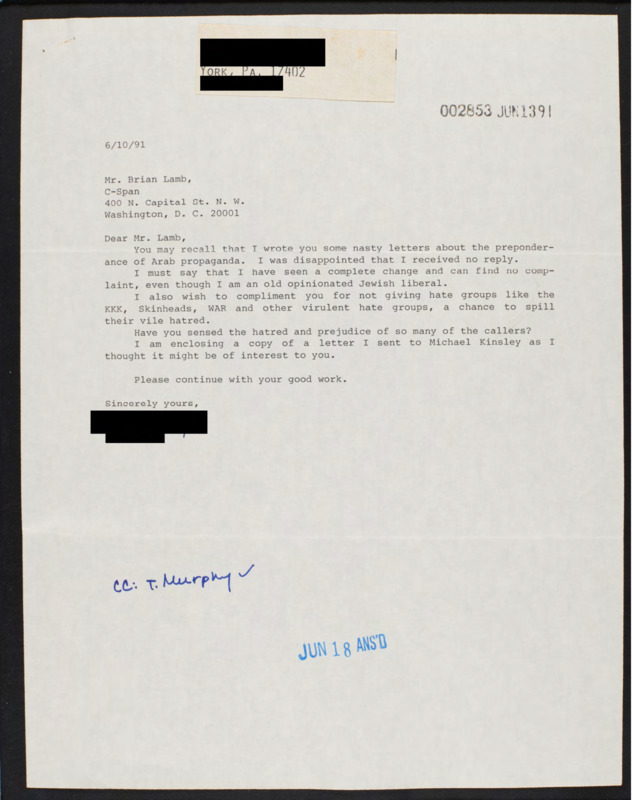 York, Pa. 17402
002853 JUN1391
6/10/91
Mr. Brian Lamb,
C-Span
400 N. Capital St. N. W.
Washington, D. C. 20001
Dear Mr. Lamb,
You may recall that I wrote you some nasty letters about the preponder-
ance of Arab propaganda. I was disappointed that I received no reply.
I must say that I have seen a complete change and can find no comp-
laint, even though I am an old opinionated Jewish liberal.
I also wish to compliment you for not giving hate groups like the
KKK, Skinheads, WAR and other virulent hate groups, a chance to spill
their vile hatred.
Have you sensed the hatred and prejudice of so many of the callers?
I am enclosing a copy of a letter I sent to Michael Kinsley as I
thought it might be of interest to you.
Please continue with your good work.
Sincerely yours,
CC: T. Murphy ✓
JUN 18 ANS'D